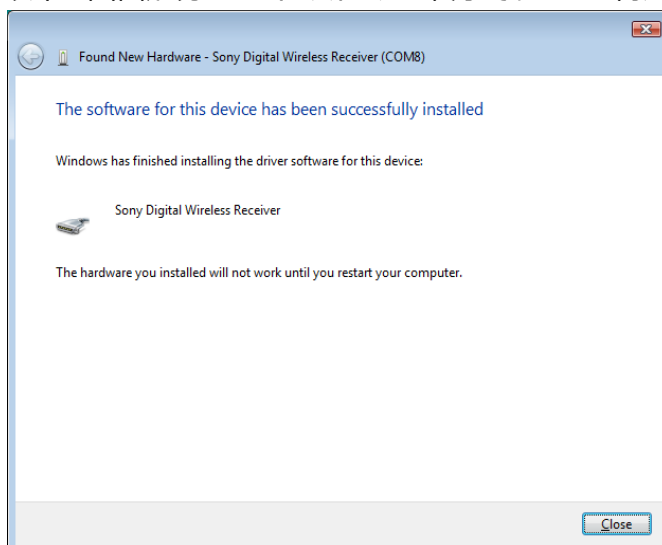 Found New Hardware - Sony Digital Wireless Receiver (COM8)
The software for this device has been successfully installed
Windows has finished installing the driver software for this device:
Sony Digital Wireless Receiver
The hardware you installed will not work until you restart your computer.
Close